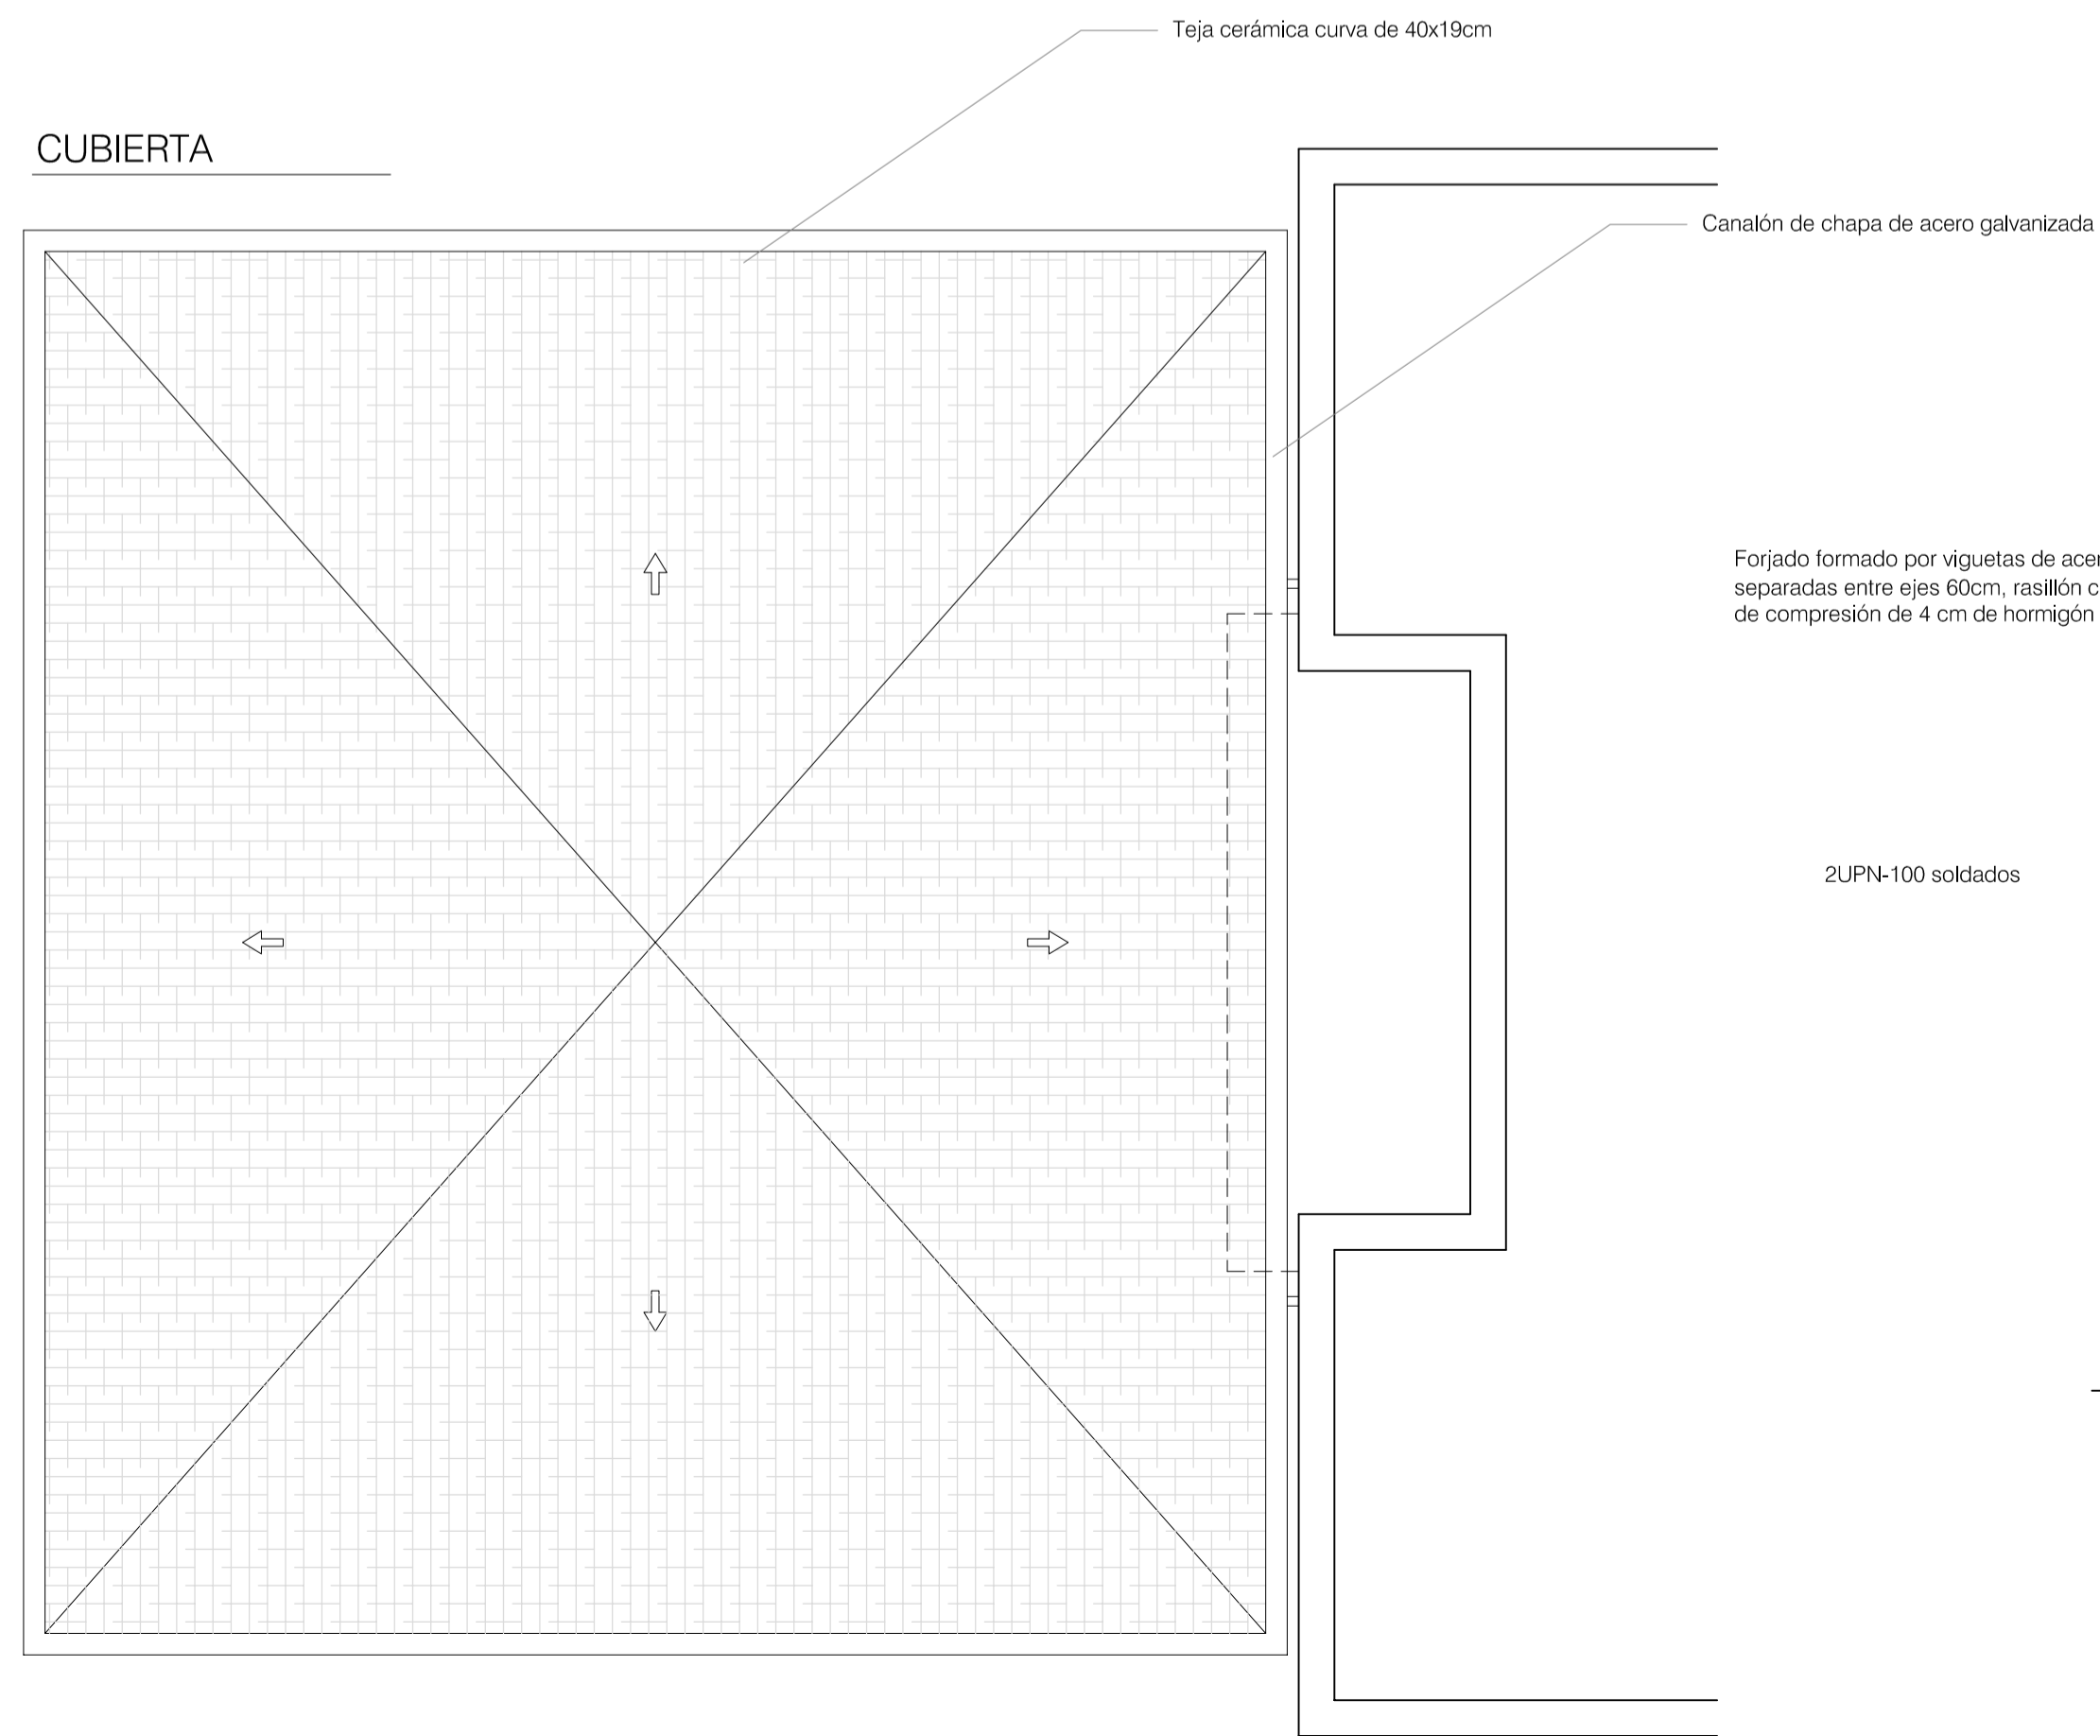 Teja cerámica curva de 40x19cm
CUBIERTA
Canalón de chapa de acero galvanizada
Forjado formado por viguetas de acer
separadas entre ejes 60cm, rasillón c
de compresión de 4 cm de hormigón
2UPN-100 soldados